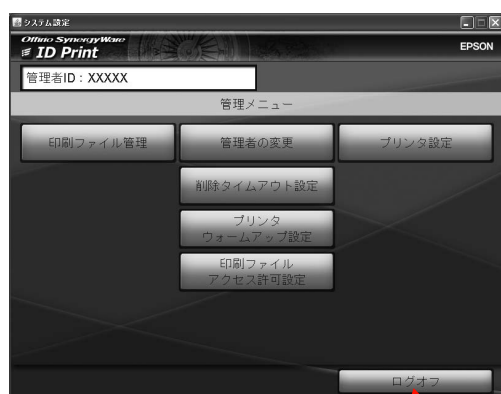 システム設定
Offirio SynergyWare
ID Print
EPSON
管理者ID：XXXXX
管理メニュー
印刷ファイル管理
管理者の変更
プリンタ設定
削除タイムアウト設定
プリンタ
ウォームアップ設定
印刷ファイル
アクセス許可設定
ログオフ